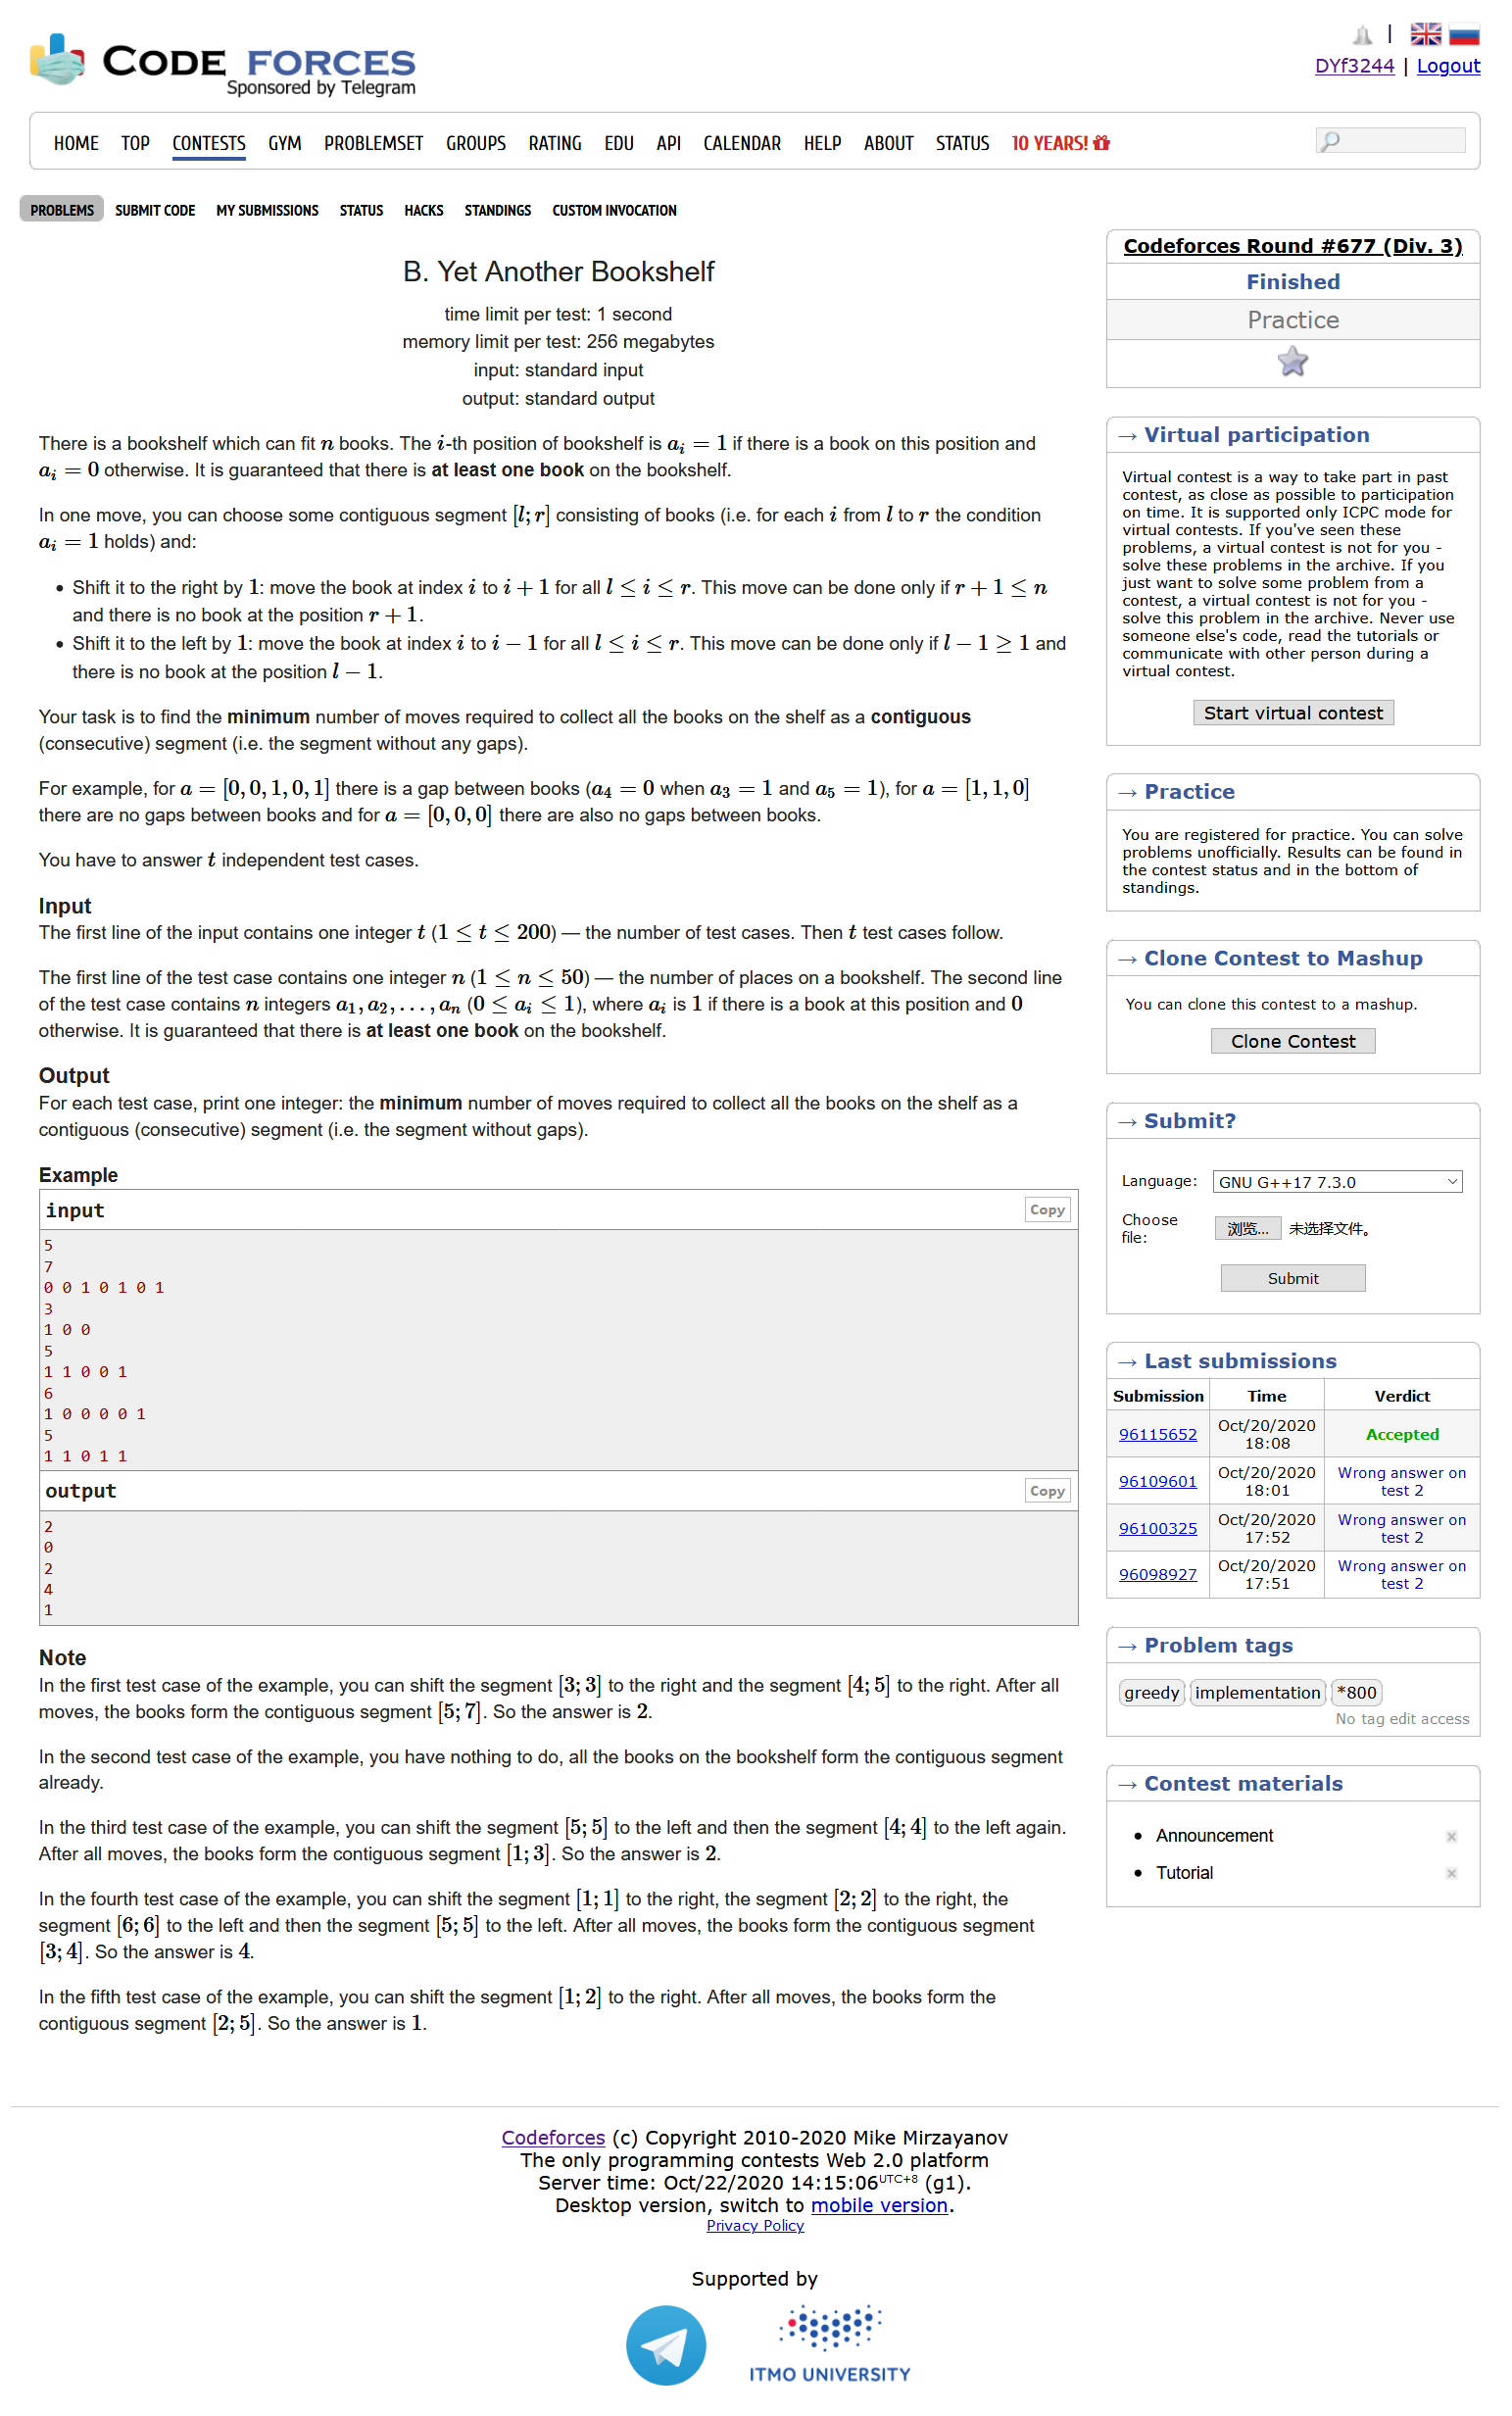 CODE FORCES
Sponsored by Telegram
|
DYf3244 | Logout
HOME TOP CONTESTS GYM PROBLEMSET GROUPS RATING EDU API CALENDAR HELP ABOUT STATUS 10 YEARS!
PROBLEMS SUBMIT CODE MY SUBMISSIONS STATUS HACKS STANDINGS CUSTOM INVOCATION
B. Yet Another Bookshelf
time limit per test: 1 second
memory limit per test: 256 megabytes
input: standard input
output: standard output
There is a bookshelf which can fit n books. The i-th position of bookshelf is a_i = 1 if there is a book on this position and
a_i = 0 otherwise. It is guaranteed that there is at least one book on the bookshelf.
In one move, you can choose some contiguous segment [l; r] consisting of books (i.e. for each i from l to r the condition
a_i = 1 holds) and:
• Shift it to the right by 1: move the book at index i to i + 1 for all l ≤ i ≤ r. This move can be done only if r + 1 ≤ n
and there is no book at the position r + 1.
• Shift it to the left by 1: move the book at index i to i − 1 for all l ≤ i ≤ r. This move can be done only if l − 1 ≥ 1 and
there is no book at the position l − 1.
Your task is to find the minimum number of moves required to collect all the books on the shelf as a contiguous
(consecutive) segment (i.e. the segment without any gaps).
For example, for a = [0, 0, 1, 0, 1] there is a gap between books (a_4 = 0 when a_3 = 1 and a_5 = 1), for a = [1, 1, 0]
there are no gaps between books and for a = [0, 0, 0] there are also no gaps between books.
You have to answer t independent test cases.
Input
The first line of the input contains one integer t (1 ≤ t ≤ 200) — the number of test cases. Then t test cases follow.
The first line of the test case contains one integer n (1 ≤ n ≤ 50) — the number of places on a bookshelf. The second line
of the test case contains n integers a_1, a_2, . . . , a_n (0 ≤ a_i ≤ 1), where a_i is 1 if there is a book at this position and 0
otherwise. It is guaranteed that there is at least one book on the bookshelf.
Output
For each test case, print one integer: the minimum number of moves required to collect all the books on the shelf as a
contiguous (consecutive) segment (i.e. the segment without gaps).
Example
input Copy
5
7
0 0 1 0 1 0 1
3
1 0 0
5
1 1 0 0 1
6
1 0 0 0 0 1
5
1 1 0 1 1
output Copy
2
0
2
4
1
Note
In the first test case of the example, you can shift the segment [3; 3] to the right and the segment [4; 5] to the right. After all
moves, the books form the contiguous segment [5; 7]. So the answer is 2.
In the second test case of the example, you have nothing to do, all the books on the bookshelf form the contiguous segment
already.
In the third test case of the example, you can shift the segment [5; 5] to the left and then the segment [4; 4] to the left again.
After all moves, the books form the contiguous segment [1; 3]. So the answer is 2.
In the fourth test case of the example, you can shift the segment [1; 1] to the right, the segment [2; 2] to the right, the
segment [6; 6] to the left and then the segment [5; 5] to the left. After all moves, the books form the contiguous segment
[3; 4]. So the answer is 4.
In the fifth test case of the example, you can shift the segment [1; 2] to the right. After all moves, the books form the
contiguous segment [2; 5]. So the answer is 1.
Codeforces Round #677 (Div. 3)
Finished
Practice
→ Virtual participation
Virtual contest is a way to take part in past
contest, as close as possible to participation
on time. It is supported only ICPC mode for
virtual contests. If you've seen these
problems, a virtual contest is not for you -
solve these problems in the archive. If you
just want to solve some problem from a
contest, a virtual contest is not for you -
solve this problem in the archive. Never use
someone else's code, read the tutorials or
communicate with other person during a
virtual contest.
Start virtual contest
→ Practice
You are registered for practice. You can solve
problems unofficially. Results can be found in
the contest status and in the bottom of
standings.
→ Clone Contest to Mashup
You can clone this contest to a mashup.
Clone Contest
→ Submit?
Language: GNU G++17 7.3.0
Choose
file: 浏览... 未选择文件。
Submit
→ Last submissions
Submission Time Verdict
96115652 Oct/20/2020 18:08 Accepted
96109601 Oct/20/2020 18:01 Wrong answer on test 2
96100325 Oct/20/2020 17:52 Wrong answer on test 2
96098927 Oct/20/2020 17:51 Wrong answer on test 2
→ Problem tags
greedy implementation *800
No tag edit access
→ Contest materials
• Announcement
• Tutorial
Codeforces (c) Copyright 2010-2020 Mike Mirzayanov
The only programming contests Web 2.0 platform
Server time: Oct/22/2020 14:15:06 UTC+8 (g1).
Desktop version, switch to mobile version.
Privacy Policy
Supported by
ITMO UNIVERSITY